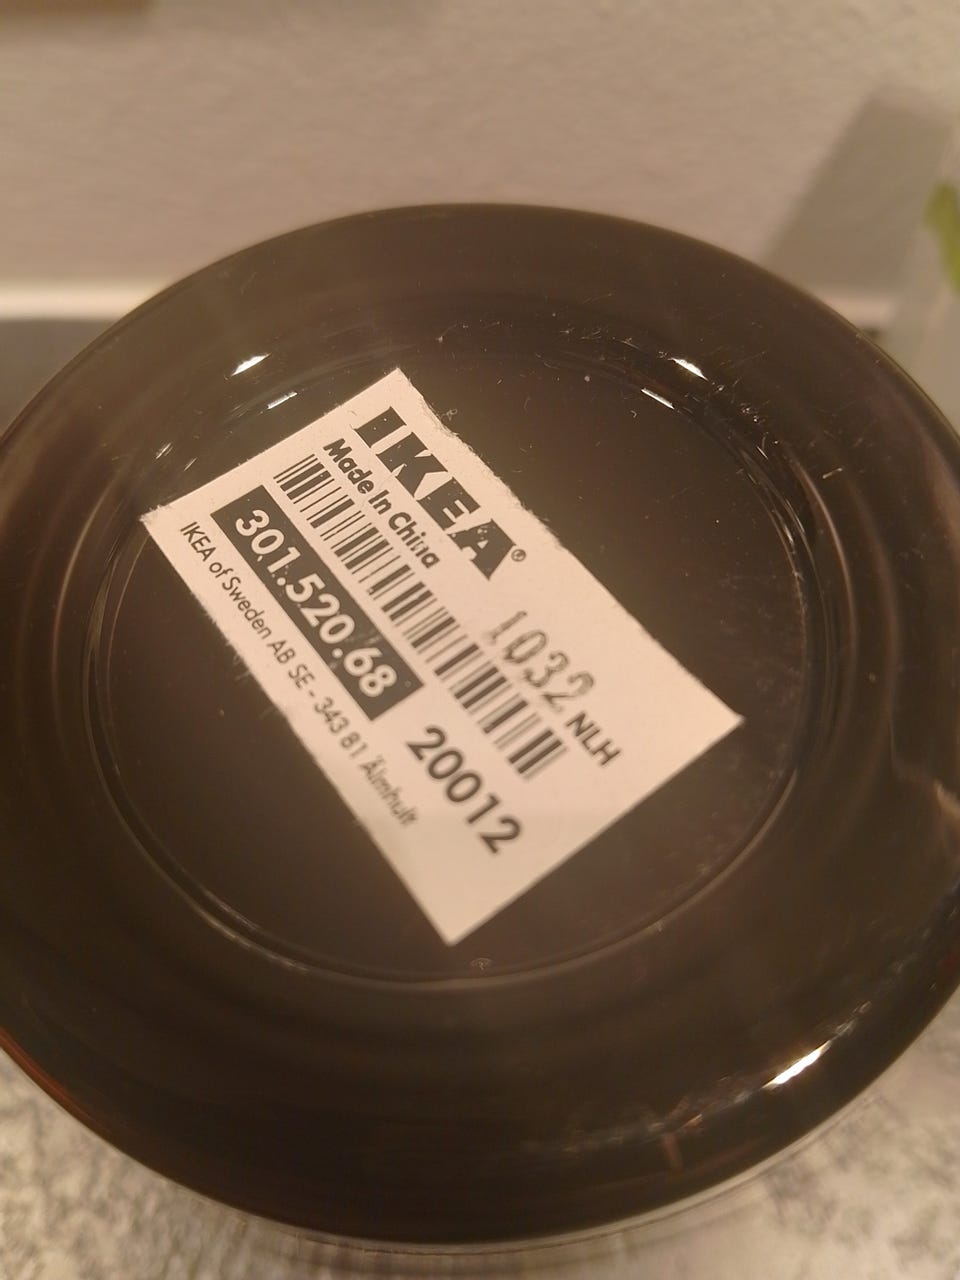 IKEA®
Made In China
1032 NLH
301.520.68
20012
IKEA of Sweden AB SE - 343 81 Älmhult